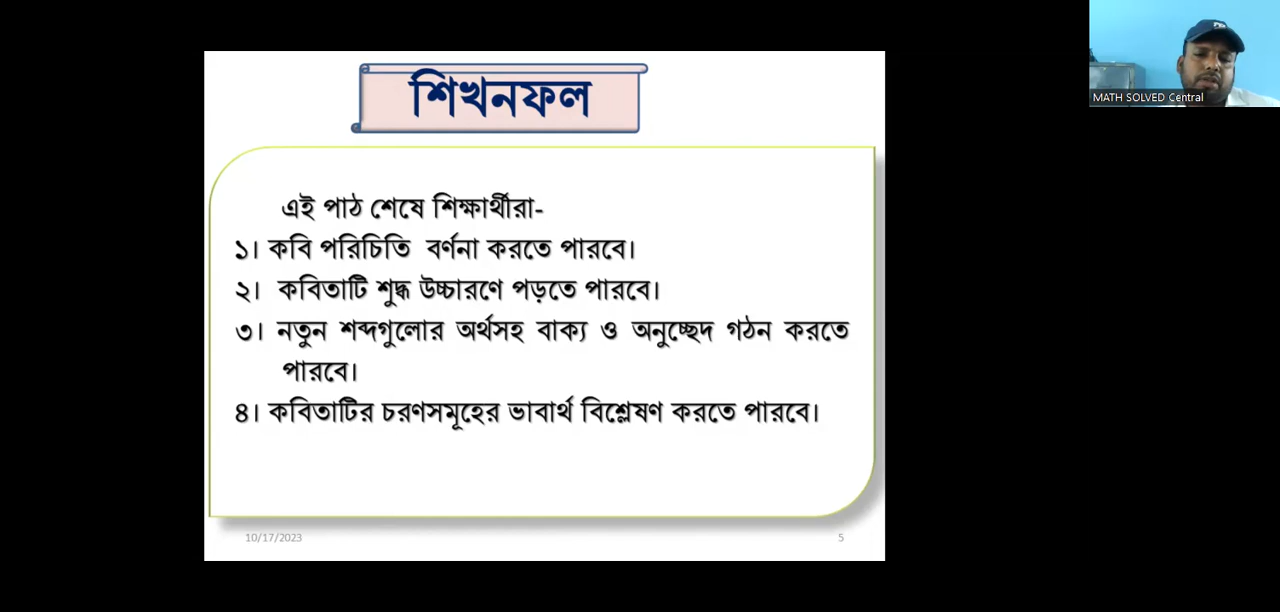 শিখনফল
MATH SOLVED Central
এই পাঠ শেষে শিক্ষার্থীরা-
১। কবি পরিচিতি বর্ণনা করতে পারবে।
২। কবিতাটি শুদ্ধ উচ্চারণে পড়তে পারবে।
৩। নতুন শব্দগুলোর অর্থসহ বাক্য ও অনুচ্ছেদ গঠন করতে
পারবে।
৪। কবিতাটির চরণসমূহের ভাবার্থ বিশ্লেষণ করতে পারবে।
10/17/2023
5